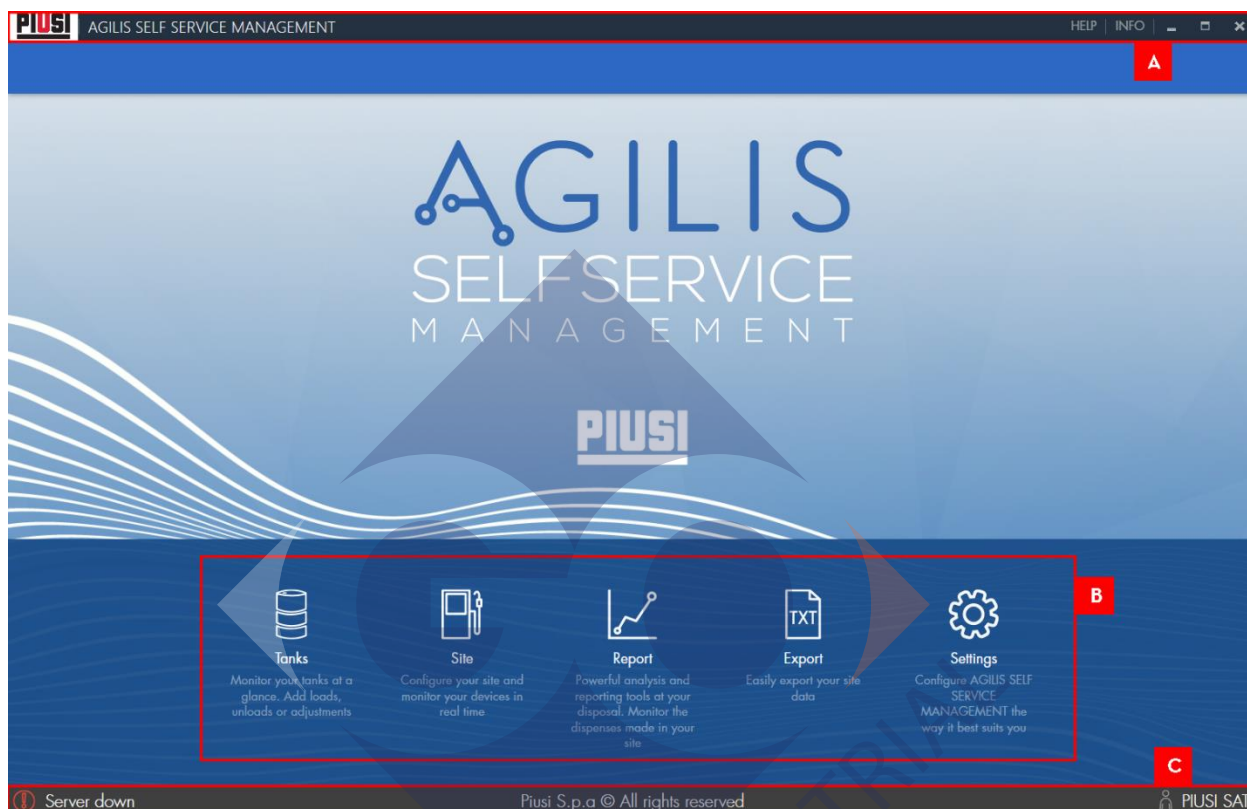 PIUSI AGILIS SELF SERVICE MANAGEMENT HELP INFO
A
AGILIS
SELF SERVICE
MANAGEMENT
PIUSI
B
Tanks
Monitor your tanks at a
glance. Add loads,
unloads or adjustments
Site
Configure your site and
monitor your devices in
real time
Report
Powerful analysis and
reporting tools at your
disposal. Monitor the
dispenses made in your
site
Export
TXT
Easily export your site
data
Settings
Configure AGILIS SELF
SERVICE
MANAGEMENT the
way it best suits you
C
Server down Piusi S.p.a © All rights reserved PIUSI SAT